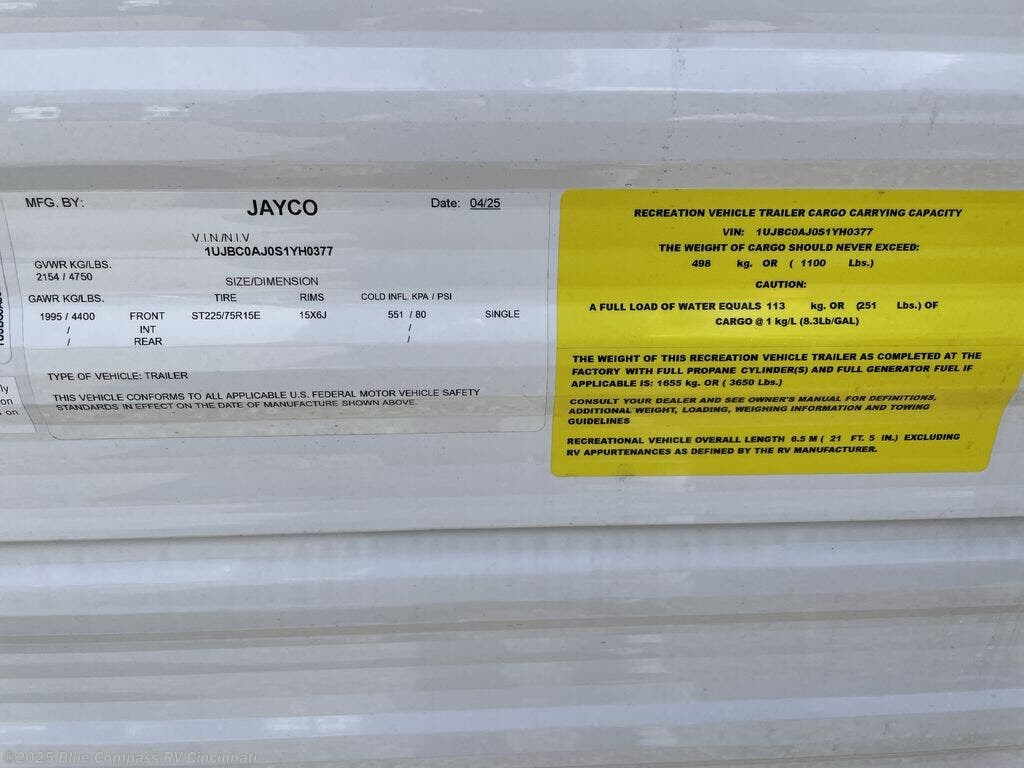 MFG. BY: JAYCO Date: 04/25
V.I.N./N.I.V
1UJBC0AJ0S1YH0377
GVWR KG/LBS.
2154 / 4750
SIZE/DIMENSION
GAWR KG/LBS. TIRE RIMS COLD INFL. KPA / PSI
1995 / 4400 FRONT ST225/75R15E 15X6J 551 / 80 SINGLE
/ INT /
/ REAR /
TYPE OF VEHICLE: TRAILER
THIS VEHICLE CONFORMS TO ALL APPLICABLE U.S. FEDERAL MOTOR VEHICLE SAFETY
STANDARDS IN EFFECT ON THE DATE OF MANUFACTURE SHOWN ABOVE.
ly
on
on
RECREATION VEHICLE TRAILER CARGO CARRYING CAPACITY
VIN: 1UJBC0AJ0S1YH0377
THE WEIGHT OF CARGO SHOULD NEVER EXCEED:
498 kg. OR ( 1100 Lbs.)
CAUTION:
A FULL LOAD OF WATER EQUALS 113 kg. OR (251 Lbs.) OF
CARGO @ 1 kg/L (8.3Lb/GAL)
THE WEIGHT OF THIS RECREATION VEHICLE TRAILER AS COMPLETED AT THE
FACTORY WITH FULL PROPANE CYLINDER(S) AND FULL GENERATOR FUEL IF
APPLICABLE IS: 1655 kg. OR ( 3650 Lbs.)
CONSULT YOUR DEALER AND SEE OWNER'S MANUAL FOR DEFINITIONS,
ADDITIONAL WEIGHT, LOADING, WEIGHING INFORMATION AND TOWING
GUIDELINES
RECREATIONAL VEHICLE OVERALL LENGTH 6.5 M ( 21 FT. 5 IN.) EXCLUDING
RV APPURTENANCES AS DEFINED BY THE RV MANUFACTURER.
©2025 Blue Compass RV Cincinnati